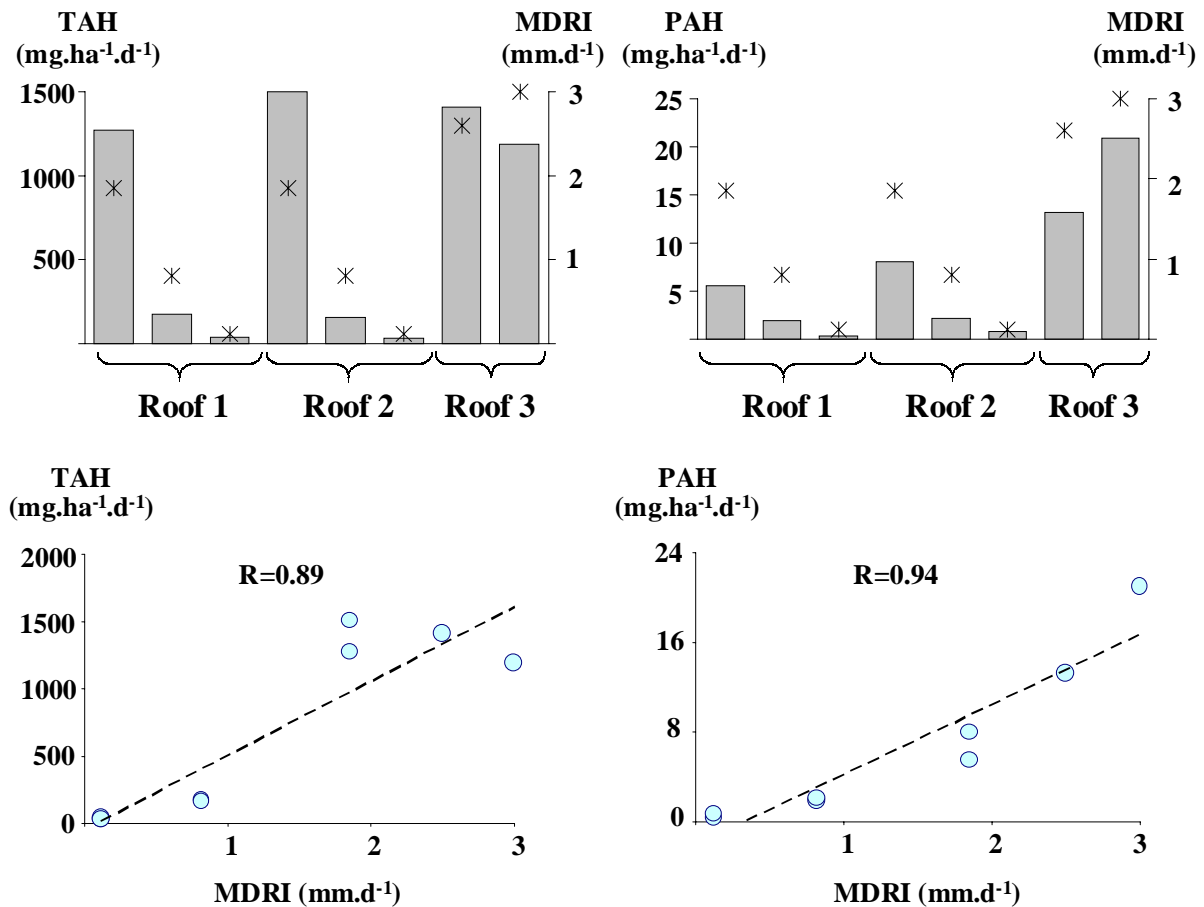 TAH
(mg.ha-1.d-1)
MDRI
(mm.d-1)
1500
1000
500
3
2
1
Roof 1
Roof 2
Roof 3
PAH
(mg.ha-1.d-1)
MDRI
(mm.d-1)
25
20
15
10
5
3
2
1
Roof 1
Roof 2
Roof 3
TAH
(mg.ha-1.d-1)
R=0.89
2000
1500
1000
500
0
1
2
3
MDRI (mm.d-1)
PAH
(mg.ha-1.d-1)
R=0.94
24
16
8
0
1
2
3
MDRI (mm.d-1)